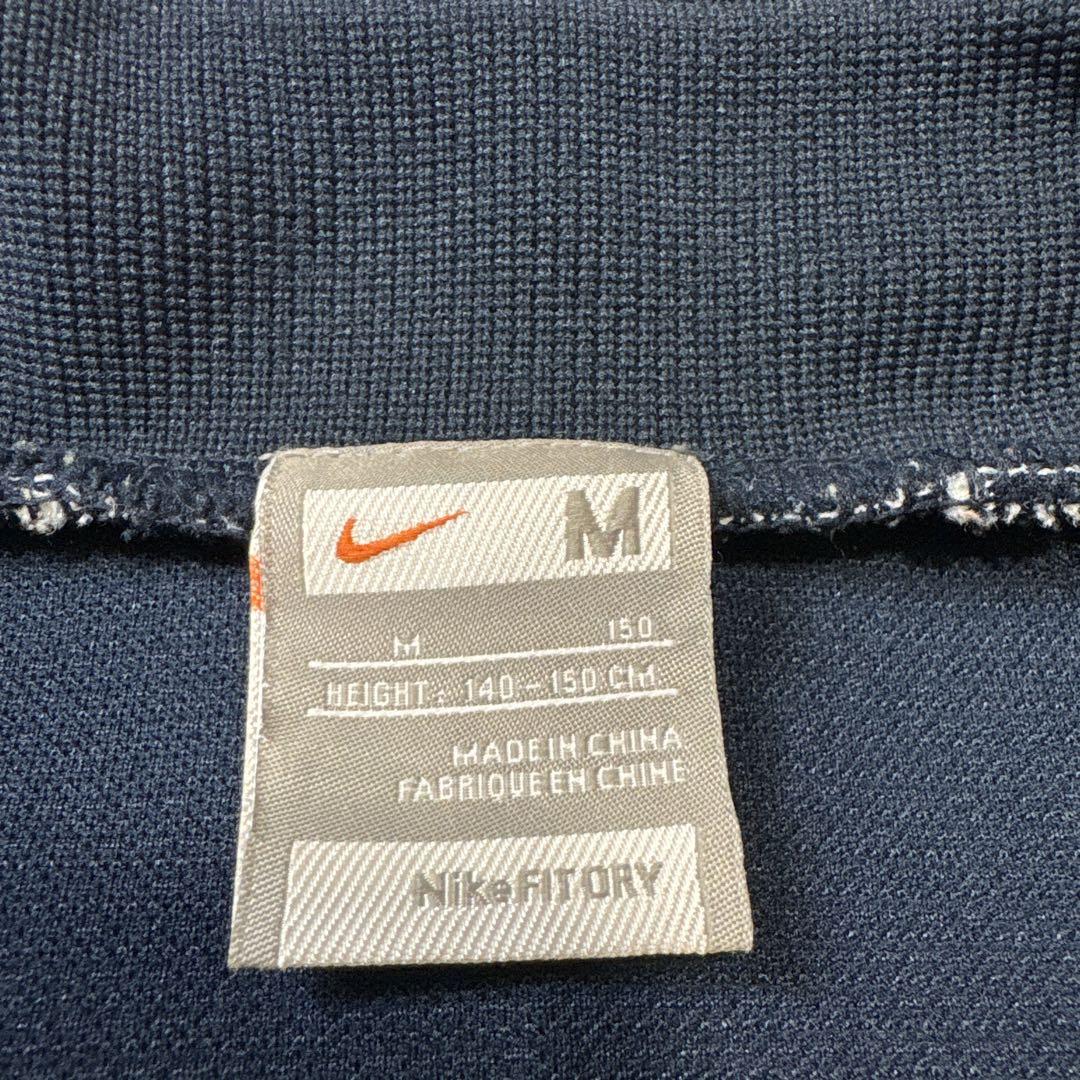 M
M 150
HEIGHT : 140-150 CM.
MADE IN CHINA
FABRIQUE EN CHINE
Nike FIT DRY